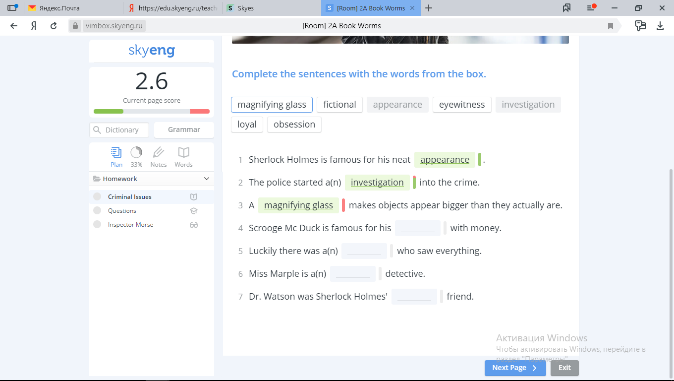 Яндекс.Почта
https://edu.skyeng.ru/teach
Skyes
[Room] 2A Book Worms
vimbox.skyeng.ru
[Room] 2A Book Worms
skyeng
2.6
Current page score
Dictionary
Grammar
Plan
33%
Notes
Words
Homework
Criminal Issues
Questions
Inspector Morse
Complete the sentences with the words from the box.
magnifying glass
fictional
appearance
eyewitness
investigation
loyal
obsession
1 Sherlock Holmes is famous for his neat appearance .
2 The police started a(n) investigation into the crime.
3 A magnifying glass makes objects appear bigger than they actually are.
4 Scrooge Mc Duck is famous for his with money.
5 Luckily there was a(n) who saw everything.
6 Miss Marple is a(n) detective.
7 Dr. Watson was Sherlock Holmes' friend.
Активация Windows
Чтобы активировать Windows, перейдите в
Next Page
Exit